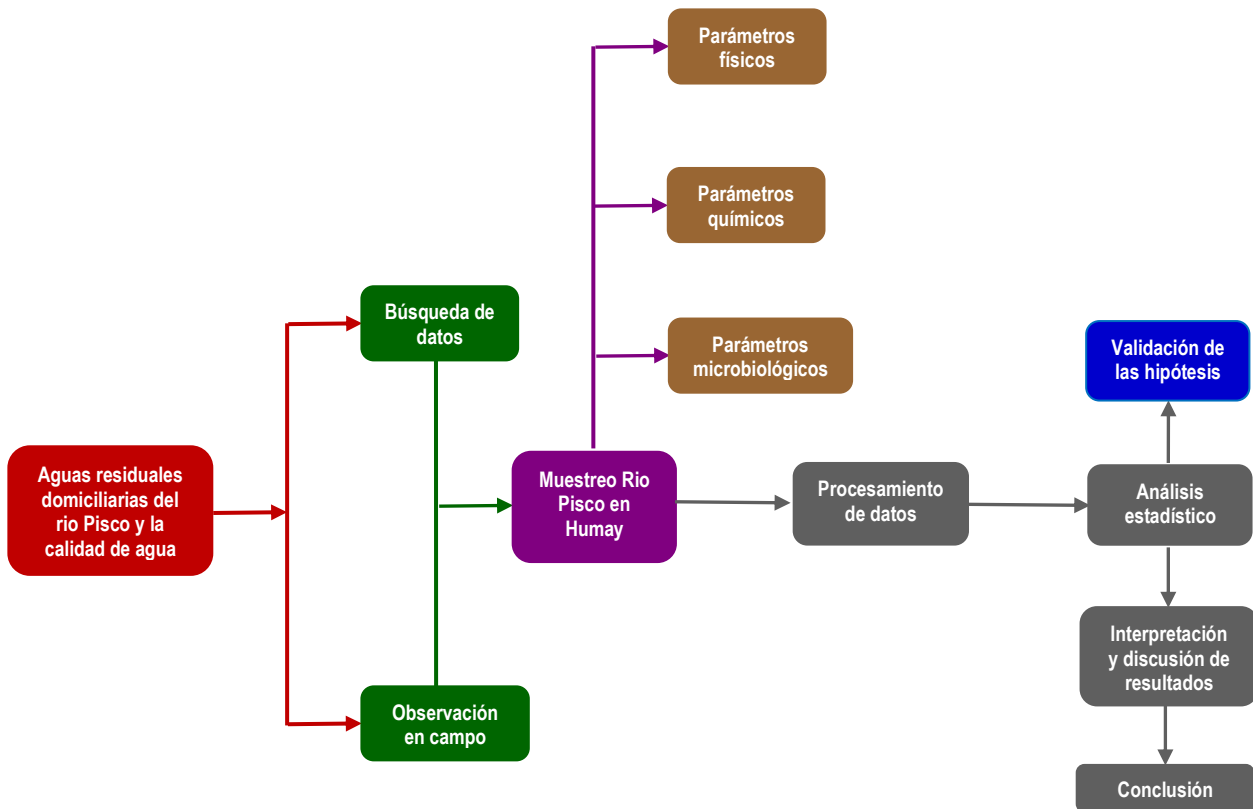 Parámetros
físicos
Parámetros
químicos
Búsqueda de
datos
Parámetros
microbiológicos
Validación de
las hipótesis
Aguas residuales
domiciliarias del
rio Pisco y la
calidad de agua
Muestreo Rio
Pisco en
Humay
Procesamiento
de datos
Análisis
estadístico
Interpretación
y discusión de
resultados
Observación
en campo
Conclusión